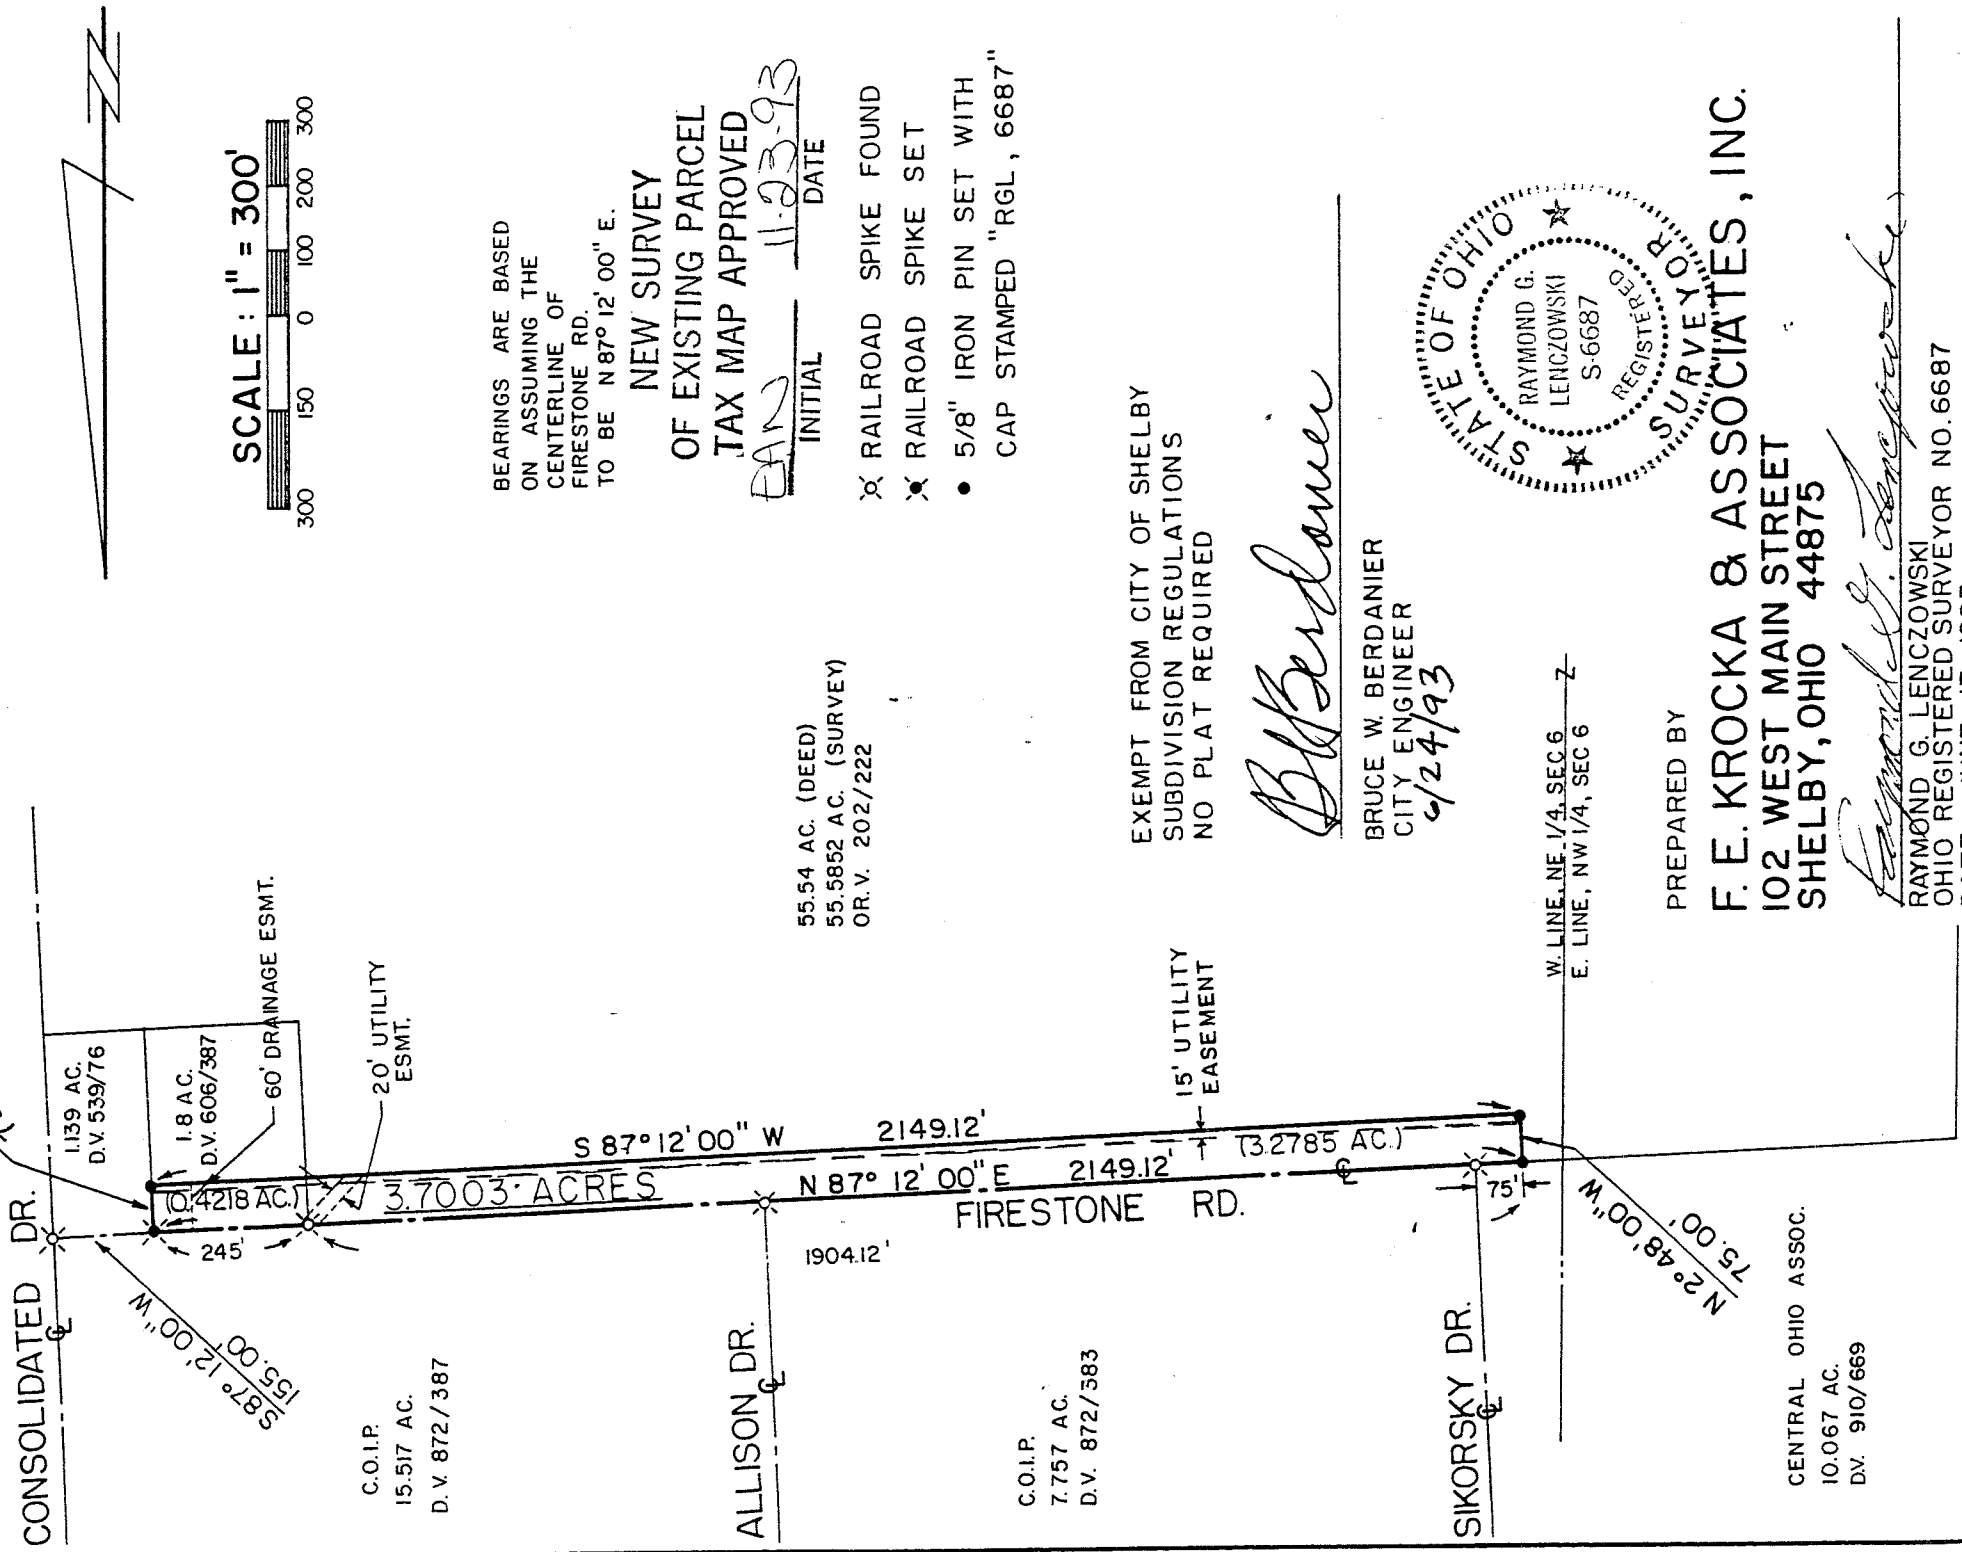 SCALE : 1" = 300'
300 150 0 100 200 300
BEARINGS ARE BASED
ON ASSUMING THE
CENTERLINE OF
FIRESTONE RD.
TO BE N 87° 12' 00" E.
NEW SURVEY
OF EXISTING PARCEL
TAX MAP APPROVED
11-23-93
INITIAL DATE
RAILROAD SPIKE FOUND
RAILROAD SPIKE SET
5/8" IRON PIN SET WITH
CAP STAMPED "RGL, 6687"
CONSOLIDATED DR.
1.139 AC.
D.V. 539/76
1.8 AC.
D.V. 606/387
60' DRAINAGE ESMT.
20' UTILITY
ESMT.
(0.4218 AC.)
245'
S 87° 12' 00" W
155.00'
3.7003 ACRES
S 87° 12' 00" W 2149.12'
N 87° 12' 00" E 2149.12'
FIRESTONE RD.
1904.12'
(3.2785 AC.)
15' UTILITY
EASEMENT
75'
N 2° 48' 00" W
75.00'
55.54 AC. (DEED)
55.5852 AC. (SURVEY)
OR.V. 202/222
C.O.I.P.
15.517 AC.
D.V. 872/387
ALLISON DR.
C.O.I.P.
7.757 AC.
D.V. 872/383
SIKORSKY DR.
W. LINE, NE 1/4, SEC 6
E. LINE, NW 1/4, SEC 6
CENTRAL OHIO ASSOC.
10.067 AC.
D.V. 910/669
EXEMPT FROM CITY OF SHELBY
SUBDIVISION REGULATIONS
NO PLAT REQUIRED
BRUCE W. BERDANIER
CITY ENGINEER
6/24/93
STATE OF OHIO
RAYMOND G.
LENCZOWSKI
S-6687
REGISTERED
SURVEYOR
PREPARED BY
F. E. KROCKA & ASSOCIATES, INC.
102 WEST MAIN STREET
SHELBY, OHIO 44875
RAYMOND G. LENCZOWSKI
OHIO REGISTERED SURVEYOR NO. 6687